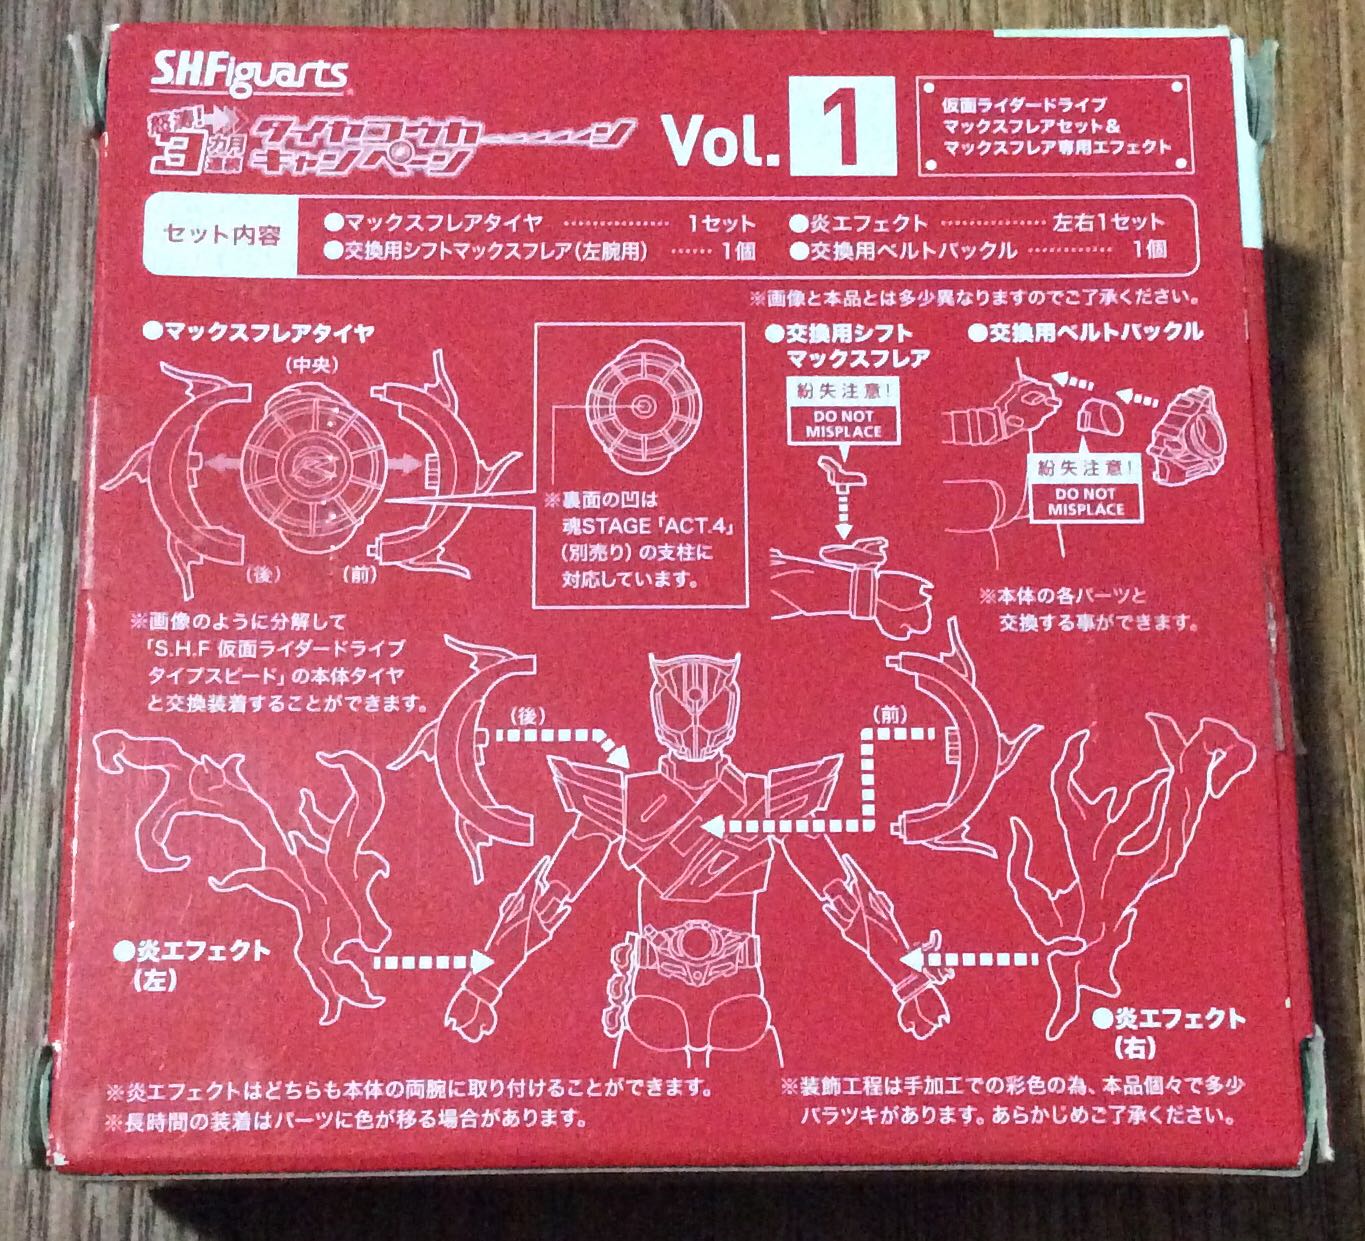 S.H.Figuarts
始動!
3カ月連続
タイヤコウカーーーン
キャンペーン
Vol. 1
仮面ライダードライブ
マックスフレアセット&
マックスフレア専用エフェクト
セット内容
●マックスフレアタイヤ ……………… 1セット
●交換用シフトマックスフレア(左腕用) …… 1個
●炎エフェクト ……………… 左右1セット
●交換用ベルトバックル ………… 1個
※画像と本品とは多少異なりますのでご了承ください。
●マックスフレアタイヤ
(中央)
(後)
(前)
※裏面の凹は
魂STAGE「ACT.4」
(別売り)の支柱に
対応しています。
●交換用シフト
マックスフレア
紛失注意!
DO NOT
MISPLACE
●交換用ベルトバックル
紛失注意!
DO NOT
MISPLACE
※本体の各パーツと
交換する事ができます。
※画像のように分解して
「S.H.F 仮面ライダードライブ
タイプスピード」の本体タイヤ
と交換装着することができます。
(後)
(前)
●炎エフェクト
(左)
●炎エフェクト
(右)
※炎エフェクトはどちらも本体の両腕に取り付けることができます。
※長時間の装着はパーツに色が移る場合があります。
※装飾工程は手加工での彩色の為、本品個々で多少
バラツキがあります。あらかじめご了承ください。